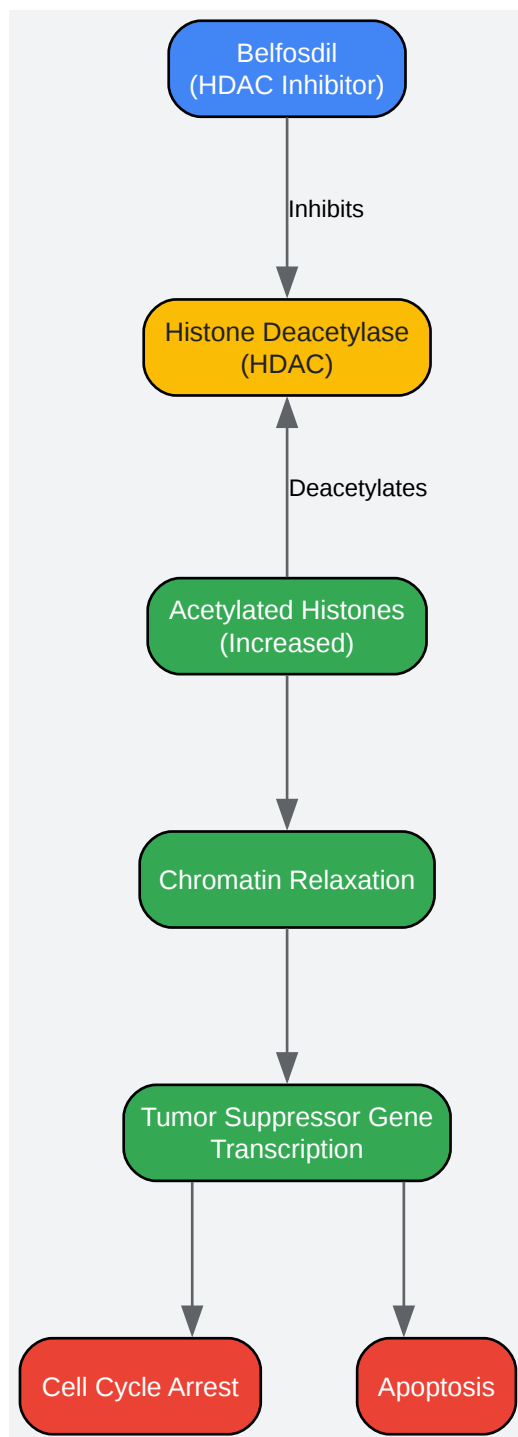 Belfosdil
(HDAC Inhibitor)
Inhibits
Histone Deacetylase
(HDAC)
Deacetylates
Acetylated Histones
(Increased)
Chromatin Relaxation
Tumor Suppressor Gene
Transcription
Cell Cycle Arrest
Apoptosis